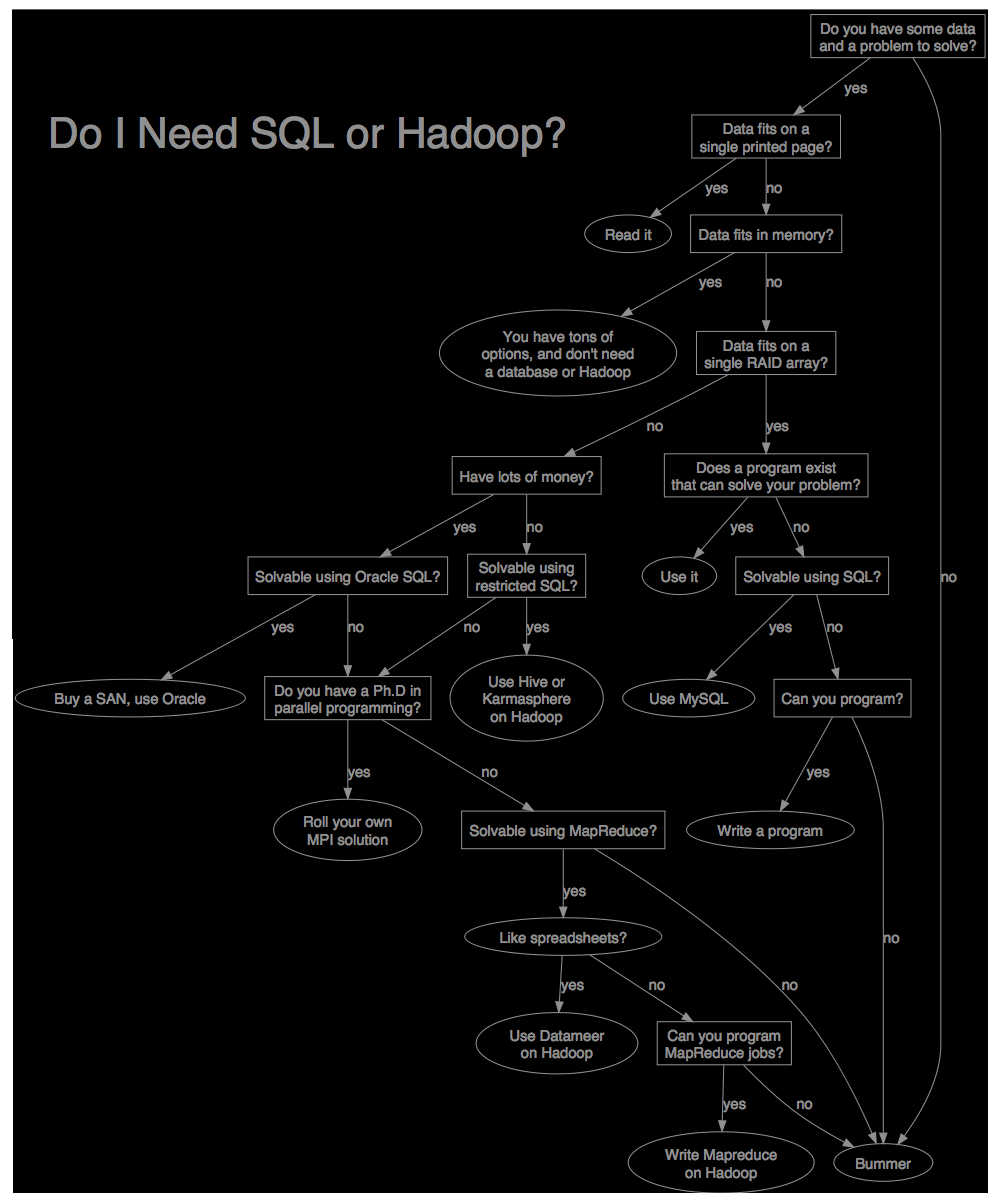 Do you have some data
and a problem to solve?
yes
Do I Need SQL or Hadoop?
Data fits on a
single printed page?
yes
no
Read it
Data fits in memory?
yes
no
You have tons of
options, and don't need
a database or Hadoop
Data fits on a
single RAID array?
no
yes
Have lots of money?
Does a program exist
that can solve your problem?
yes
no
yes
no
Solvable using Oracle SQL?
Solvable using
restricted SQL?
Use it
Solvable using SQL?
no
yes
no
no
yes
yes
no
Buy a SAN, use Oracle
Do you have a Ph.D in
parallel programming?
Use Hive or
Karmasphere
on Hadoop
Use MySQL
Can you program?
yes
no
yes
Roll your own
MPI solution
Solvable using MapReduce?
Write a program
yes
no
Like spreadsheets?
yes
no
no
Use Datameer
on Hadoop
Can you program
MapReduce jobs?
yes
no
Write Mapreduce
on Hadoop
Bummer